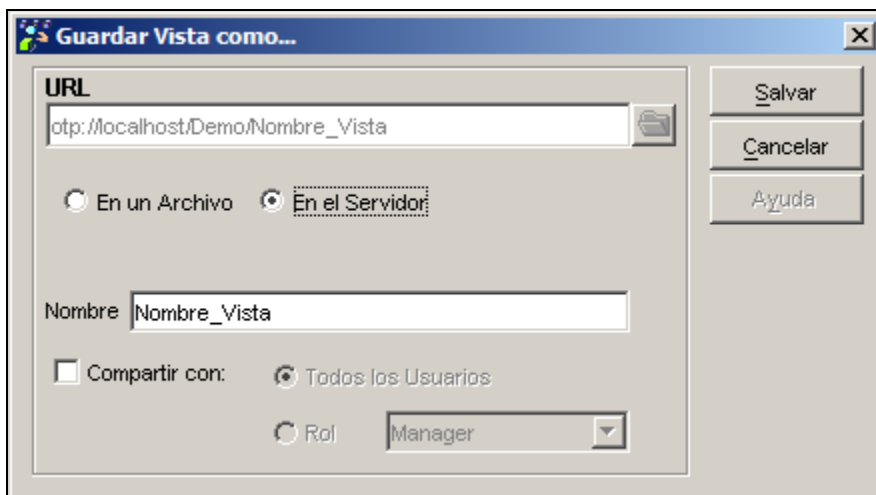 Guardar Vista como...
URL
otp://localhost/Demo/Nombre_Vista
En un Archivo En el Servidor
Nombre Nombre_Vista
Compartir con: Todos los Usuarios
Rol Manager
Salvar
Cancelar
Ayuda